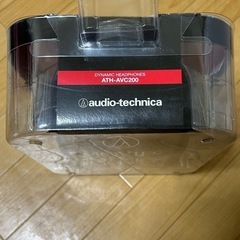 DYNAMIC HEADPHONES
ATH-AVC200
audio-technica